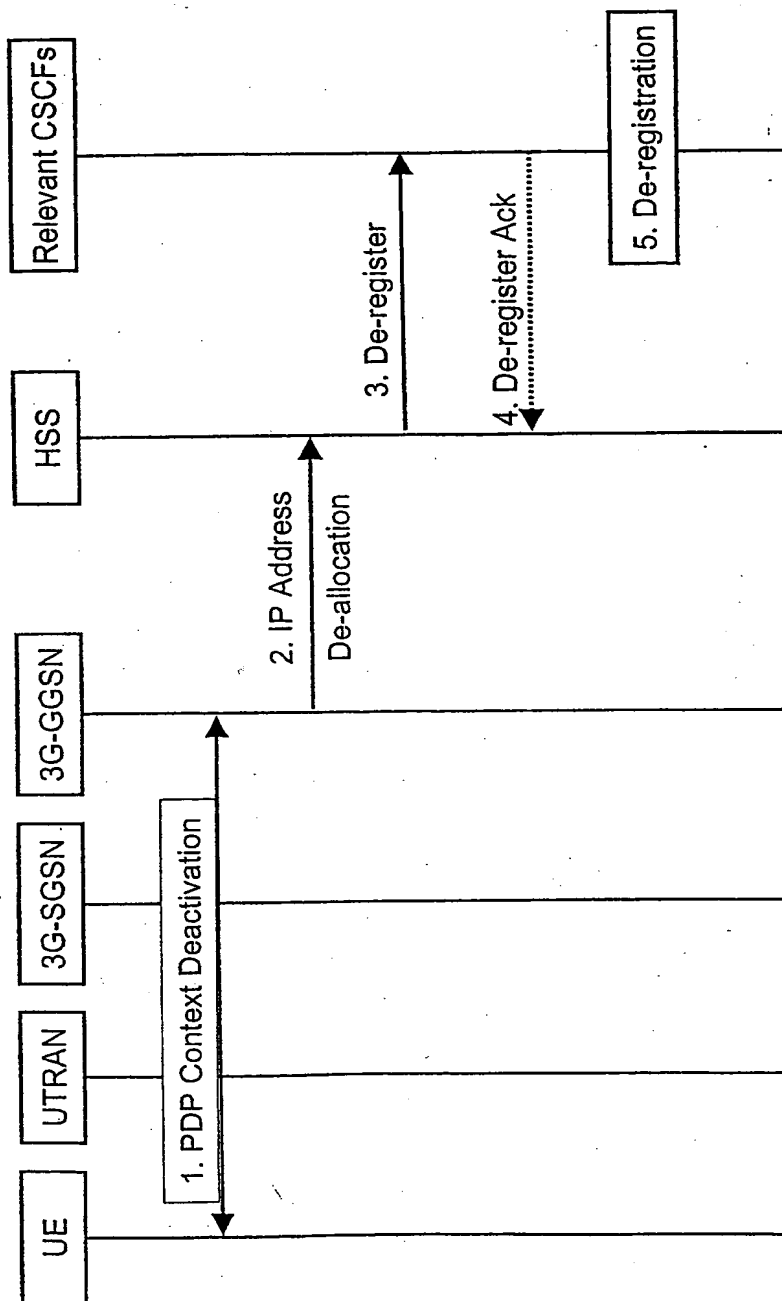 UE
UTRAN
3G-SGSN
3G-GGSN
HSS
Relevant CSCFs
1. PDP Context Deactivation
2. IP Address
De-allocation
3. De-register
4. De-register Ack
5. De-registration